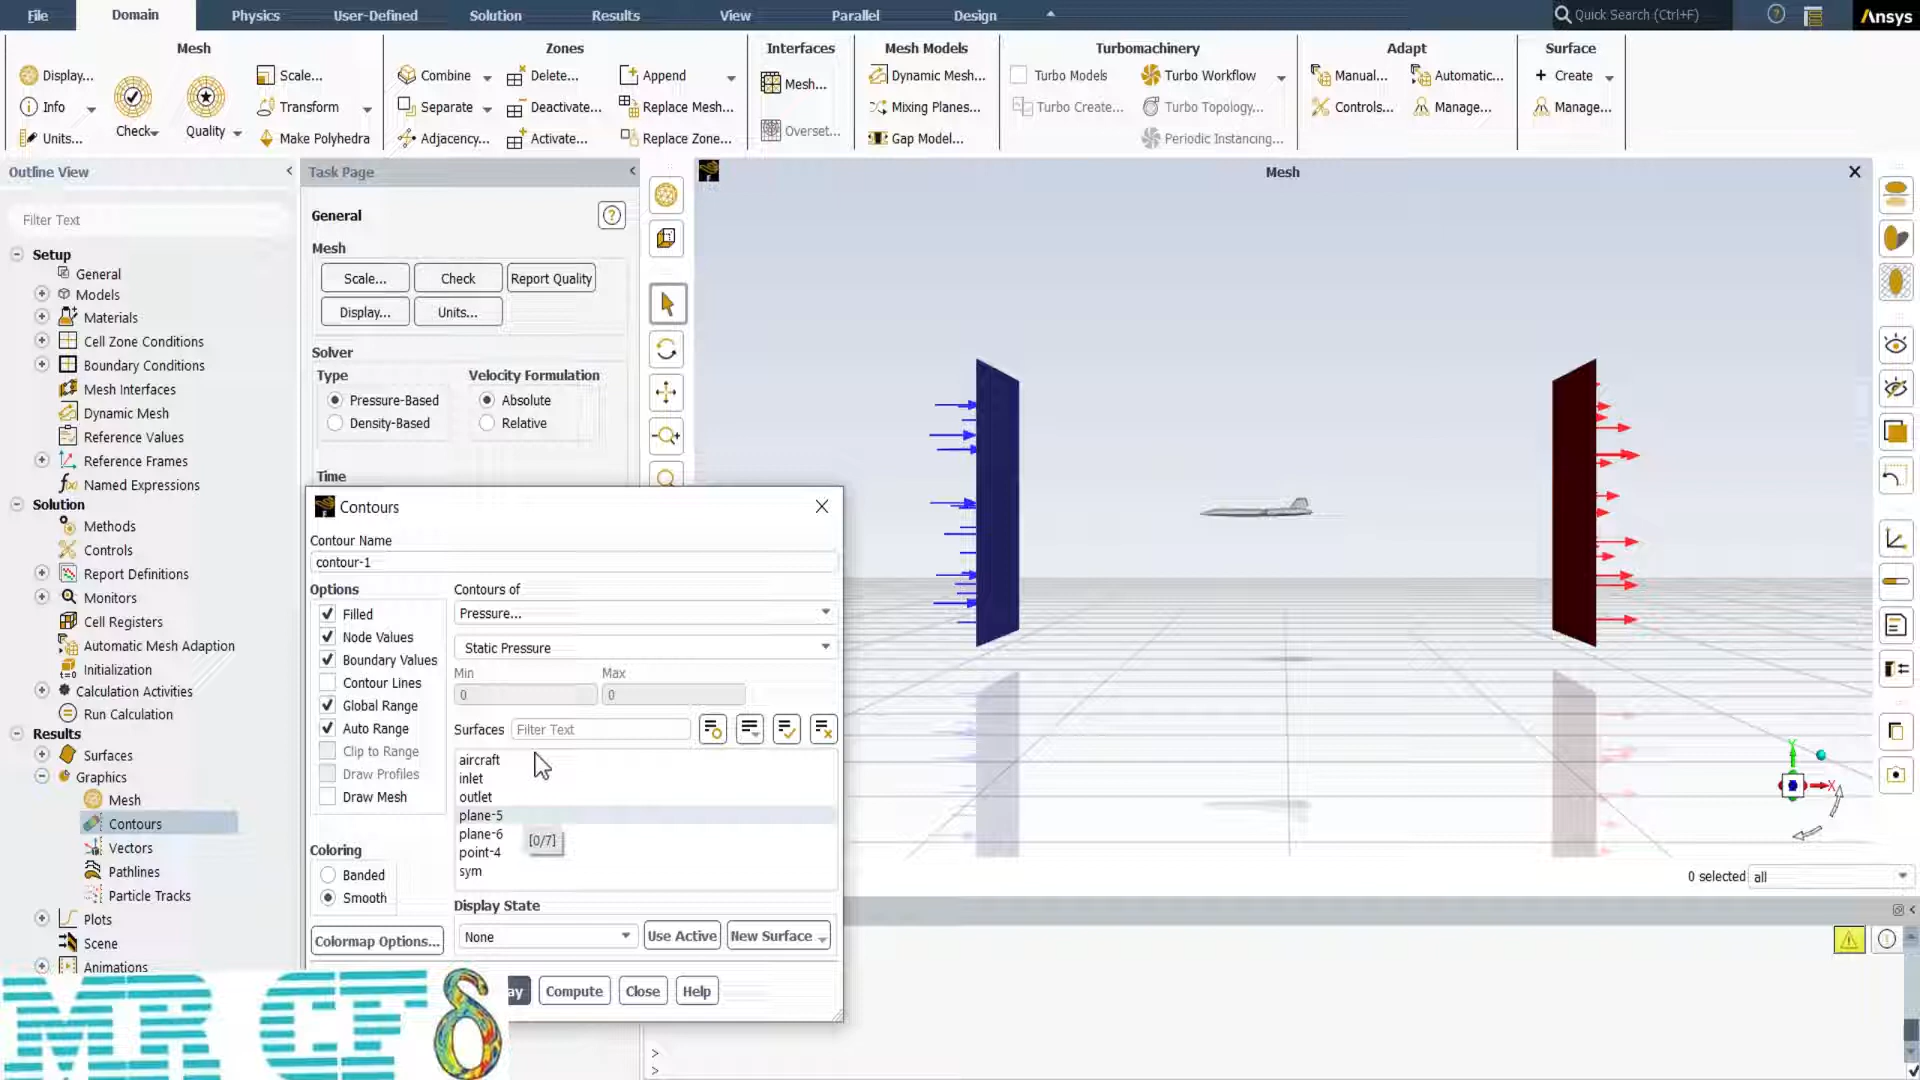 File
Domain
Physics
User-Defined
Solution
Results
View
Parallel
Design
Quick Search (Ctrl+F)
Ansys
Mesh
Zones
Interfaces
Mesh Models
Turbomachinery
Adapt
Surface
Display...
Info
Units...
Check
Quality
Scale...
Transform
Make Polyhedra
Combine
Separate
Adjacency...
Delete...
Deactivate...
Activate...
Append
Replace Mesh...
Replace Zone...
Mesh...
Overset...
Dynamic Mesh...
Mixing Planes...
Gap Model...
Turbo Models
Turbo Create...
Turbo Workflow
Turbo Topology...
Periodic Instancing...
Manual...
Controls...
Automatic...
Manage...
Create
Manage...
Outline View
Filter Text
Setup
General
Models
Materials
Cell Zone Conditions
Boundary Conditions
Mesh Interfaces
Dynamic Mesh
Reference Values
Reference Frames
Named Expressions
Solution
Methods
Controls
Report Definitions
Monitors
Cell Registers
Automatic Mesh Adaption
Initialization
Calculation Activities
Run Calculation
Results
Surfaces
Graphics
Mesh
Contours
Vectors
Pathlines
Particle Tracks
Plots
Scene
Animations
Task Page
General
Mesh
Scale...
Check
Report Quality
Display...
Units...
Solver
Type
Velocity Formulation
Pressure-Based
Absolute
Density-Based
Relative
Time
Contours
Contour Name
contour-1
Options
Filled
Node Values
Boundary Values
Contour Lines
Global Range
Auto Range
Clip to Range
Draw Profiles
Draw Mesh
Coloring
Banded
Smooth
Colormap Options...
Contours of
Pressure...
Static Pressure
Min
Max
0
0
Surfaces
Filter Text
aircraft
inlet
outlet
plane-5
plane-6
point-4
sym
[0/7]
Display State
None
Use Active
New Surface
ay
Compute
Close
Help
Mesh
Y
X
0 selected
all
>
>
MR CFδ